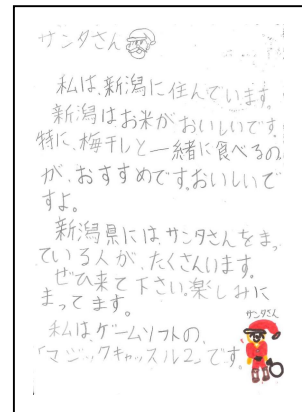 サンタさん
私は、新潟に住んでいます。
新潟はお米がおいしいです。
特に、梅干しと一緒に食べるの
が、おすすめです。おいしいで
すよ。
新潟県には、サンタさんをまっ
ている人が、たくさんいます。
ぜひ来て下さい。楽しみに
まってます。
サンタさん
私は、ゲームソフトの、
「マジックキャッスル2」です。